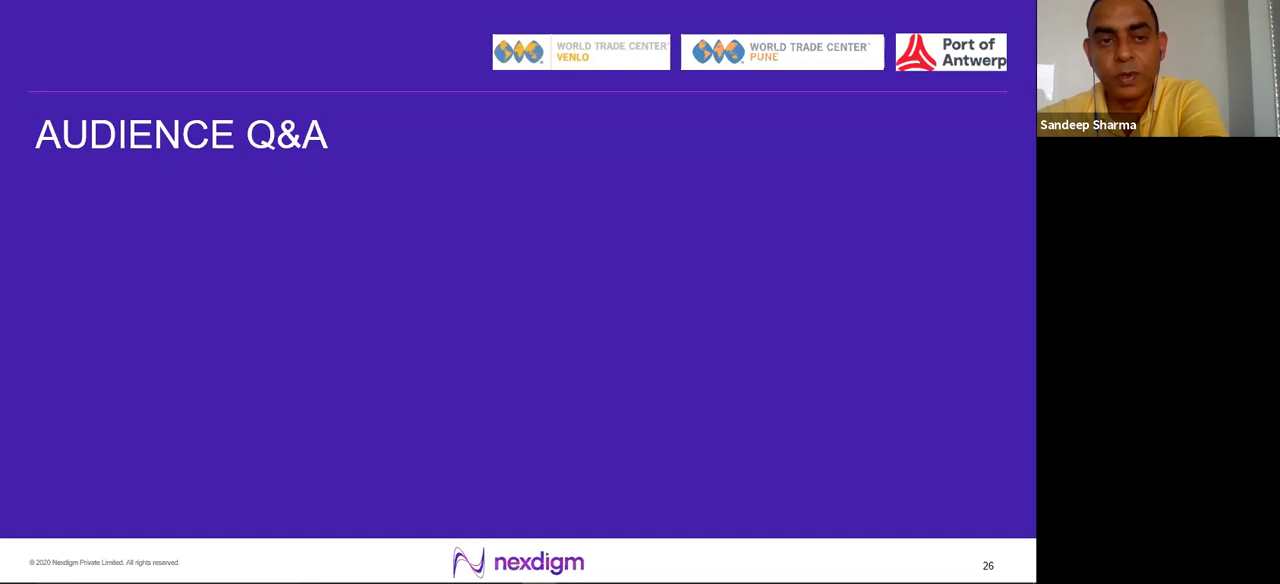 WORLD TRADE CENTER
VENLO
WORLD TRADE CENTER™
PUNE
Port of
Antwerp
Sandeep Sharma
AUDIENCE Q&A
© 2020 Nexdigm Private Limited. All rights reserved.
nexdigm
26